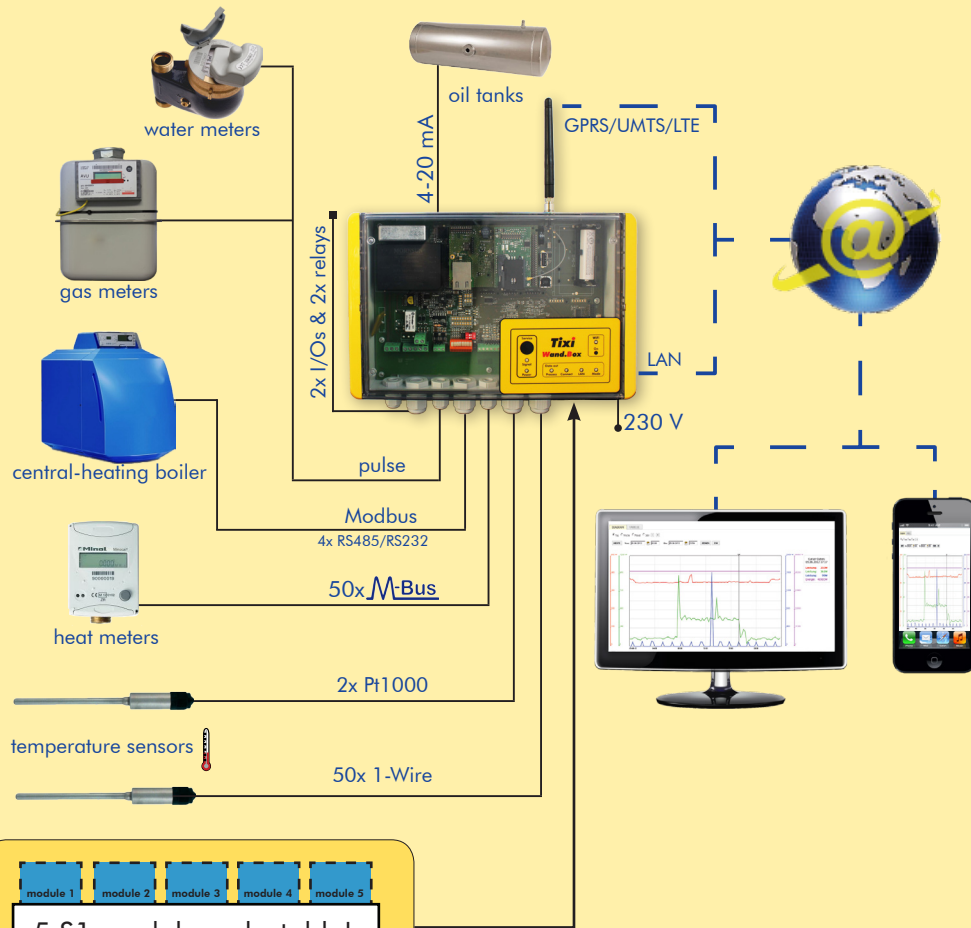 oil tanks
water meters
GPRS/UMTS/LTE
4-20 mA
2x I/Os & 2x relays
gas meters
Tixi
Wand.Box
LAN
230 V
central-heating boiler
pulse
Modbus
4x RS485/RS232
Minol
50x M-Bus
heat meters
2x Pt1000
temperature sensors
50x 1-Wire
module 1
module 2
module 3
module 4
module 5